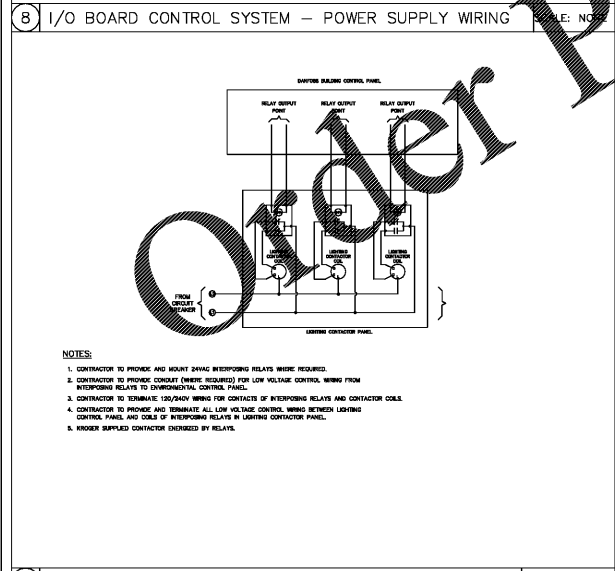 8 I/O BOARD CONTROL SYSTEM – POWER SUPPLY WIRING SCALE: NONE
DANFOSS BUILDING CONTROL PANEL
RELAY OUTPUT POINT
RELAY OUTPUT POINT
RELAY OUTPUT POINT
LIGHTING CONTACTOR COIL
LIGHTING CONTACTOR COIL
LIGHTING CONTACTOR COIL
FROM
CIRCUIT
BREAKER
LIGHTING CONTACTOR PANEL
NOTES:
1. CONTRACTOR TO PROVIDE AND MOUNT 24VAC INTERPOSING RELAYS WHERE REQUIRED.
2. CONTRACTOR TO PROVIDE CONDUIT (WHERE REQUIRED) FOR LOW VOLTAGE CONTROL WIRING FROM
INTERPOSING RELAYS TO ENVIRONMENTAL CONTROL PANEL.
3. CONTRACTOR TO TERMINATE 120/240V WIRING FOR CONTACTS OF INTERPOSING RELAYS AND CONTACTOR COILS.
4. CONTRACTOR TO PROVIDE AND TERMINATE ALL LOW VOLTAGE CONTROL WIRING BETWEEN LIGHTING
CONTROL PANEL AND COILS OF INTERPOSING RELAYS IN LIGHTING CONTACTOR PANEL.
5. KROGER SUPPLIED CONTACTOR ENERGIZED BY RELAYS.
Order P